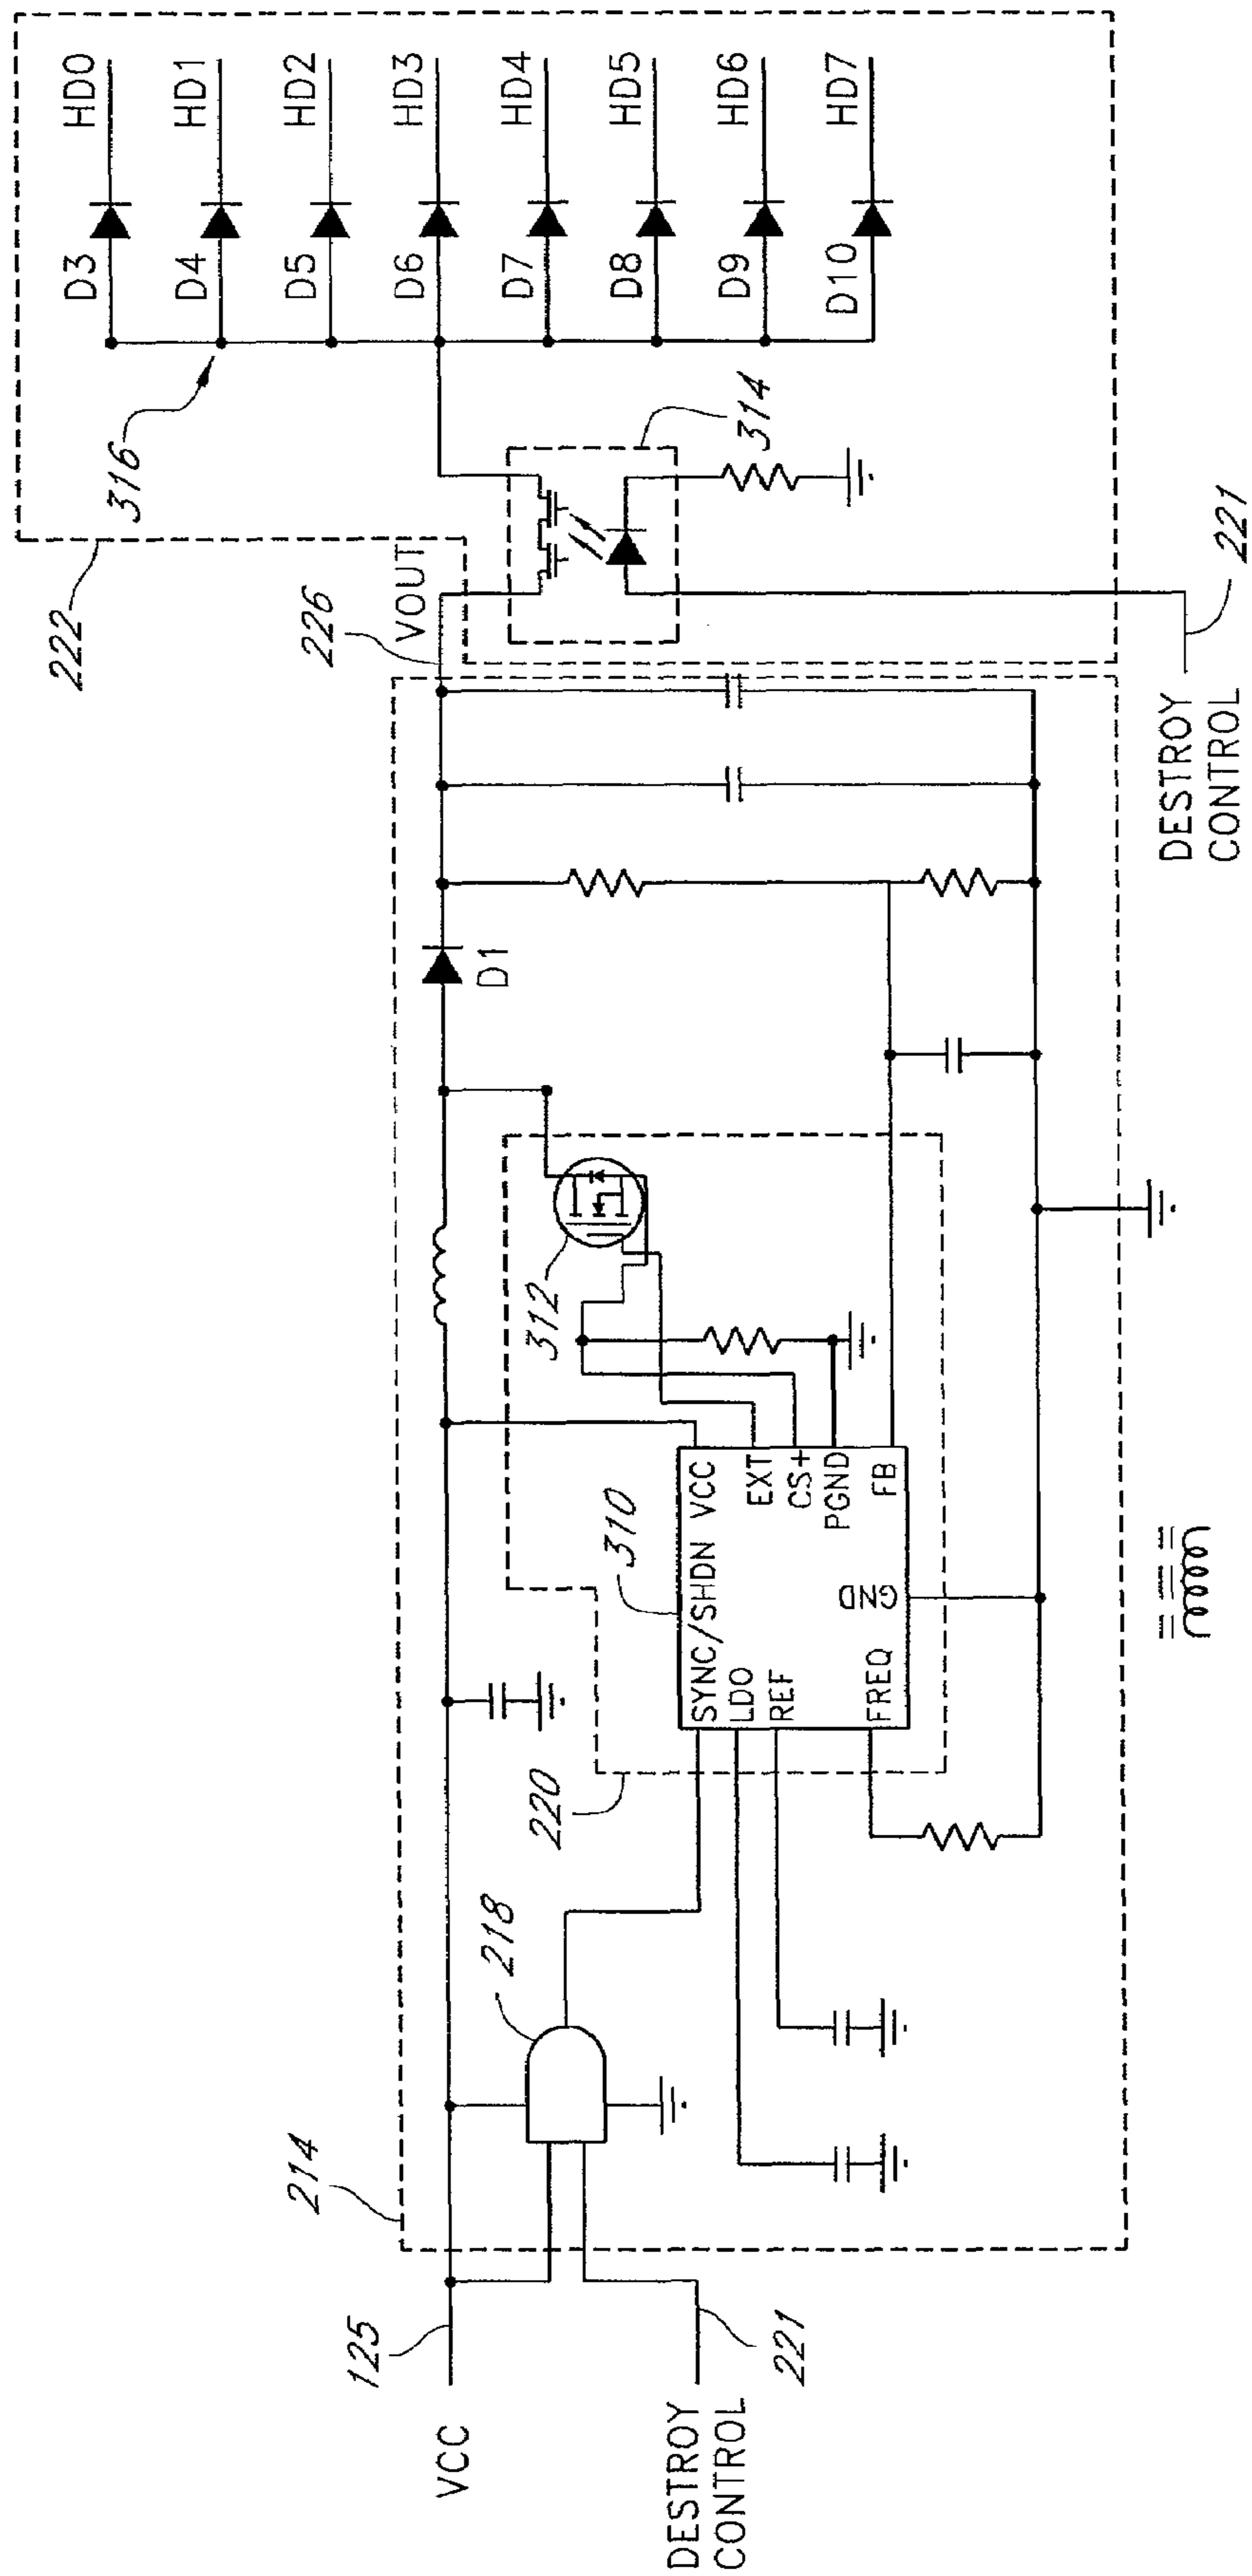 222
316
D3
HD0
D4
HD1
D5
HD2
D6
HD3
D7
HD4
D8
HD5
D9
HD6
D10
HD7
226
VOUT
314
DESTROY
CONTROL
221
214
D1
312
310
220
218
SYNC/SHDN VCC
LDO
REF
FREQ
EXT
CS+
PGND
FB
GND
125
VCC
DESTROY
CONTROL
221